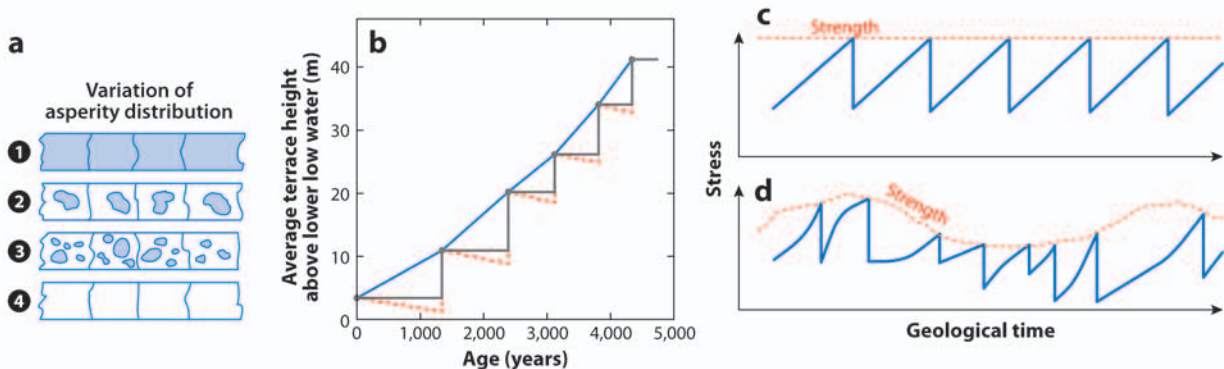 a
Variation of
asperity distribution
1
2
3
4
b
Average terrace height
above lower low water (m)
40
30
20
10
0
0
1,000
2,000
3,000
4,000
5,000
Age (years)
c
Strength
Stress
d
Strength
Geological time